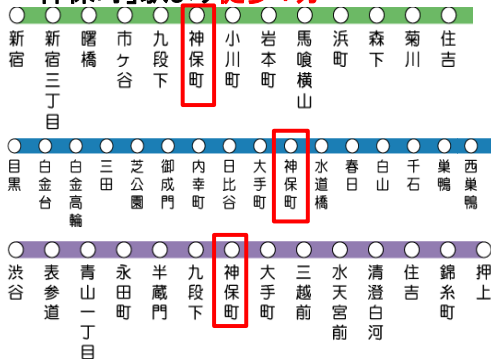 新宿
新宿三丁目
曙橋
市ヶ谷
九段下
神保町
小川町
岩本町
馬喰横山
浜町
森下
菊川
住吉
目黒
白金台
白金高輪
三田
芝公園
御成門
内幸町
日比谷
大手町
神保町
水道橋
春日
白山
千石
巣鴨
西巣鴨
渋谷
表参道
青山一丁目
永田町
半蔵門
九段下
神保町
大手町
三越前
水天宮前
清澄白河
住吉
錦糸町
押上